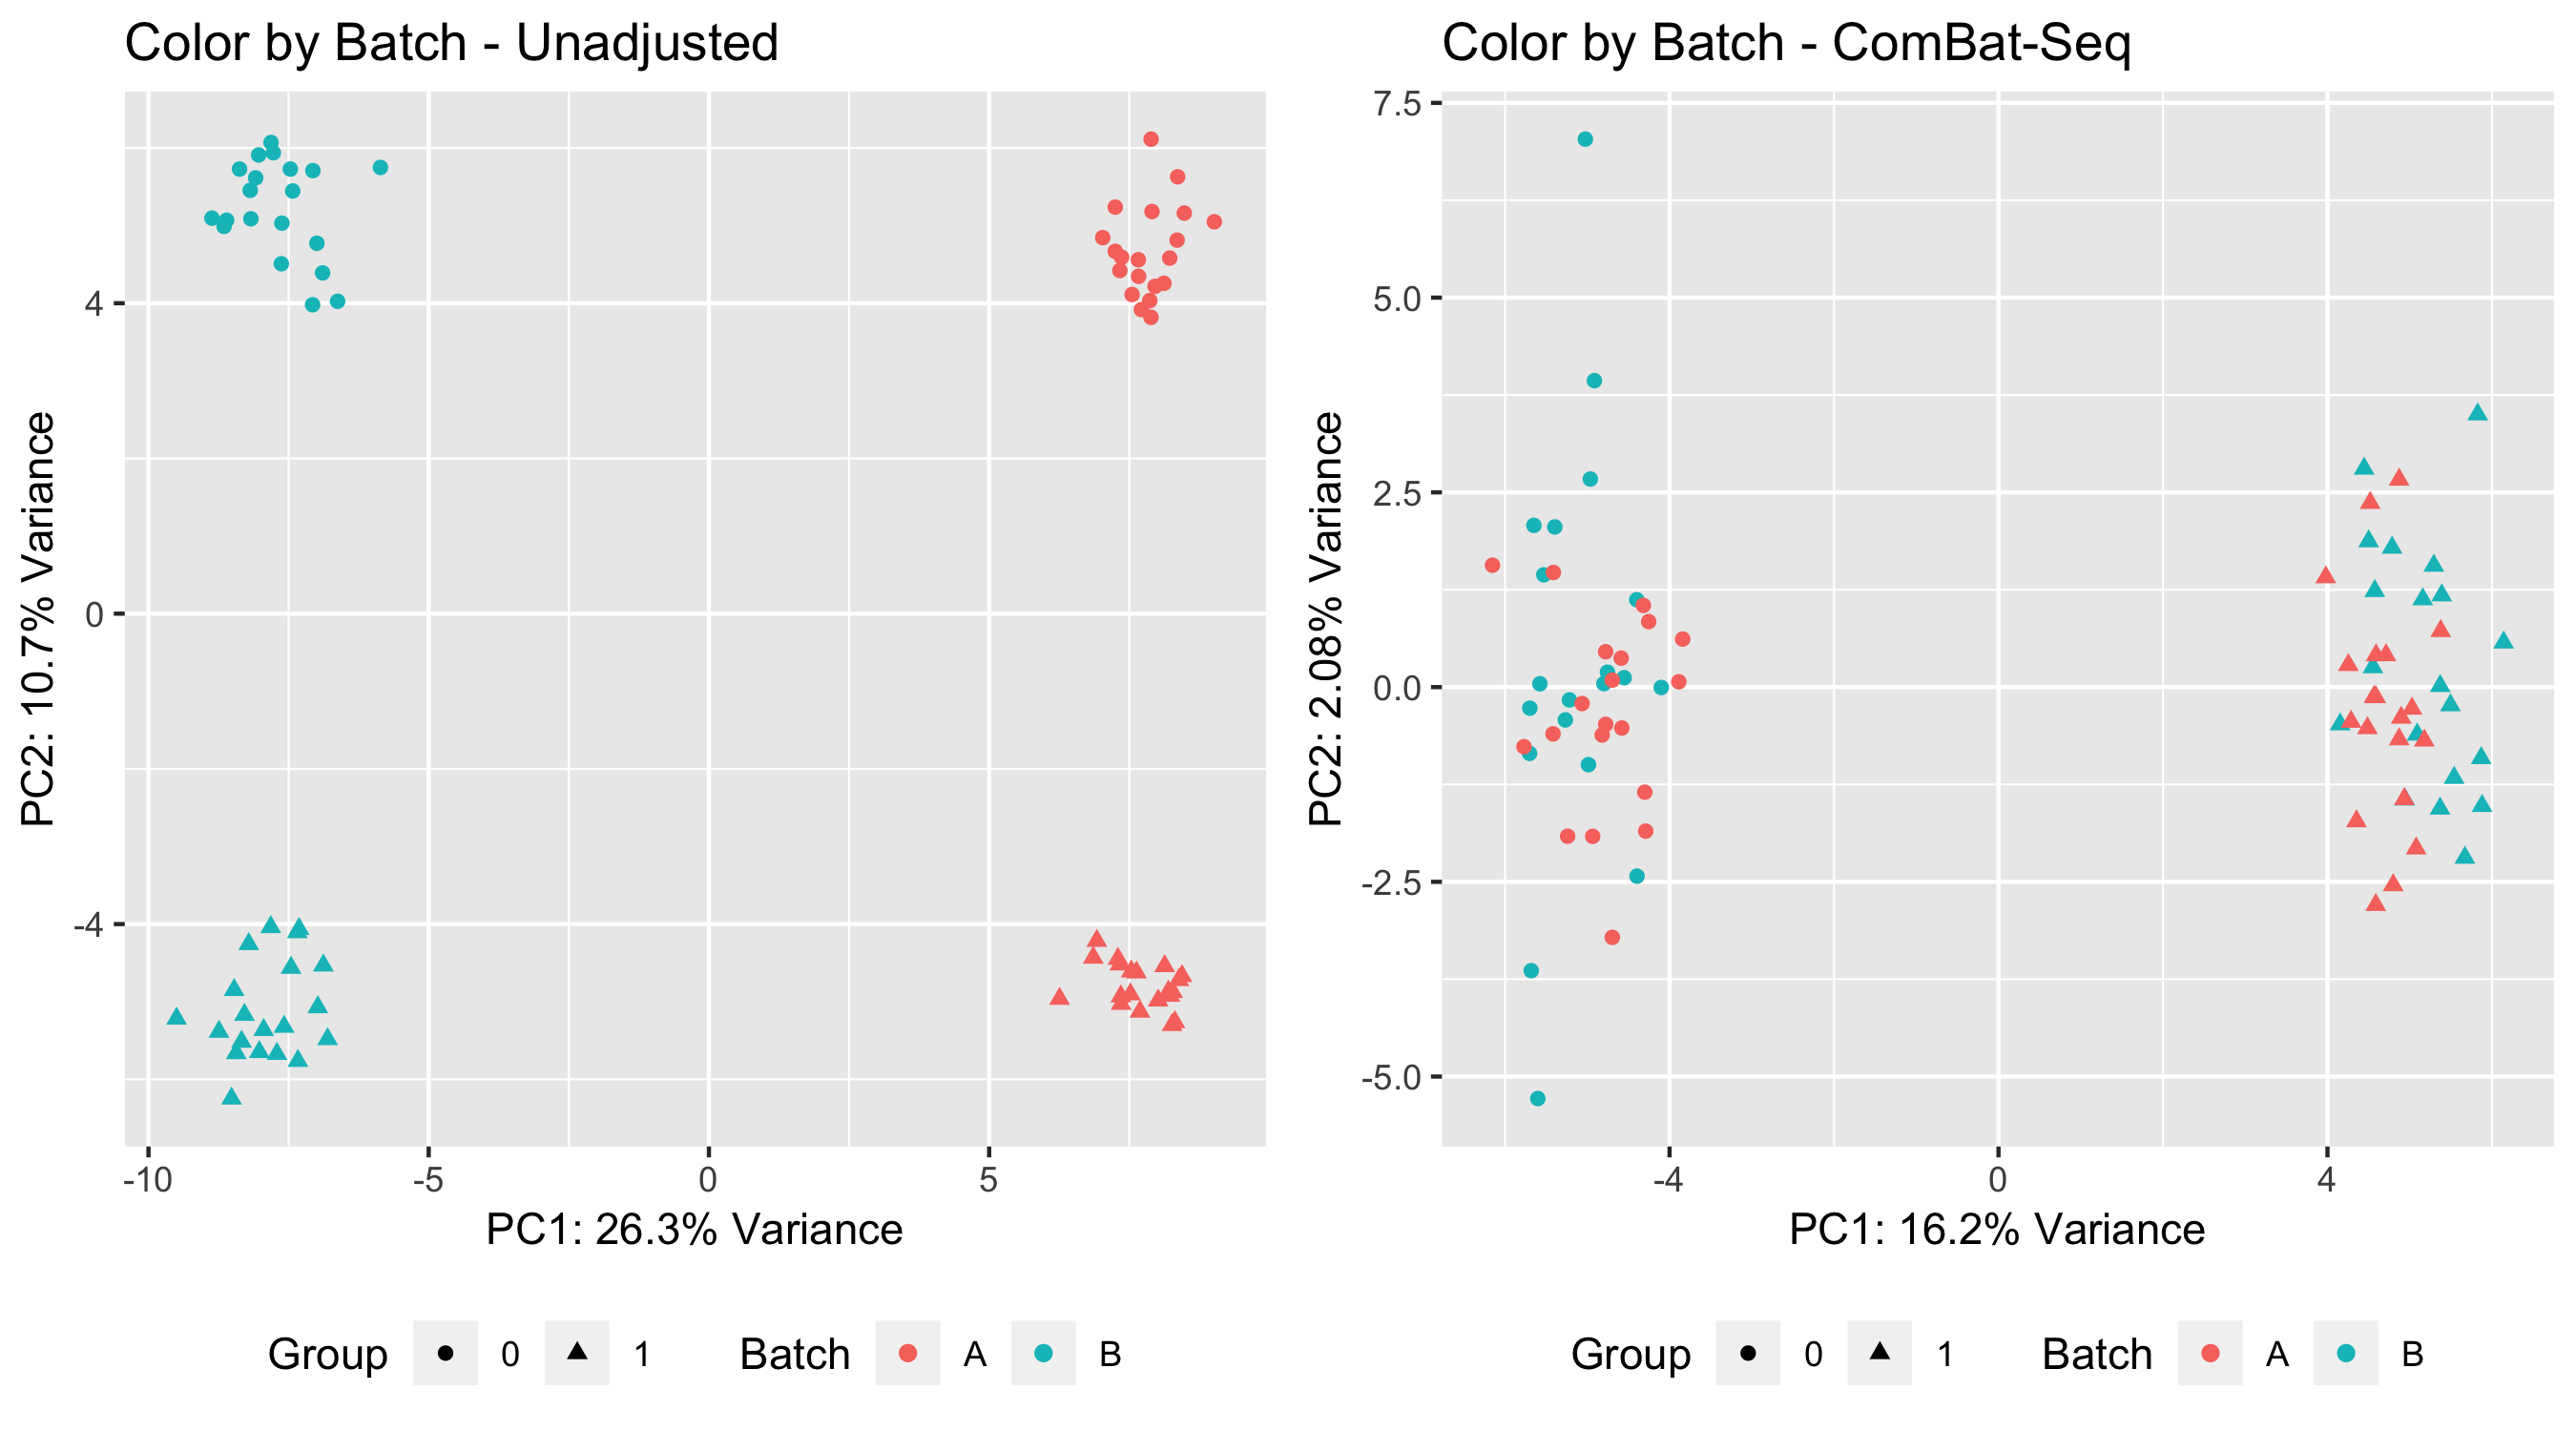 Color by Batch - Unadjusted
PC2: 10.7% Variance
4
0
-4
-10 -5 0 5
PC1: 26.3% Variance
Group 0 1 Batch A B
Color by Batch - ComBat-Seq
PC2: 2.08% Variance
7.5
5.0
2.5
0.0
-2.5
-5.0
-4 0 4
PC1: 16.2% Variance
Group 0 1 Batch A B